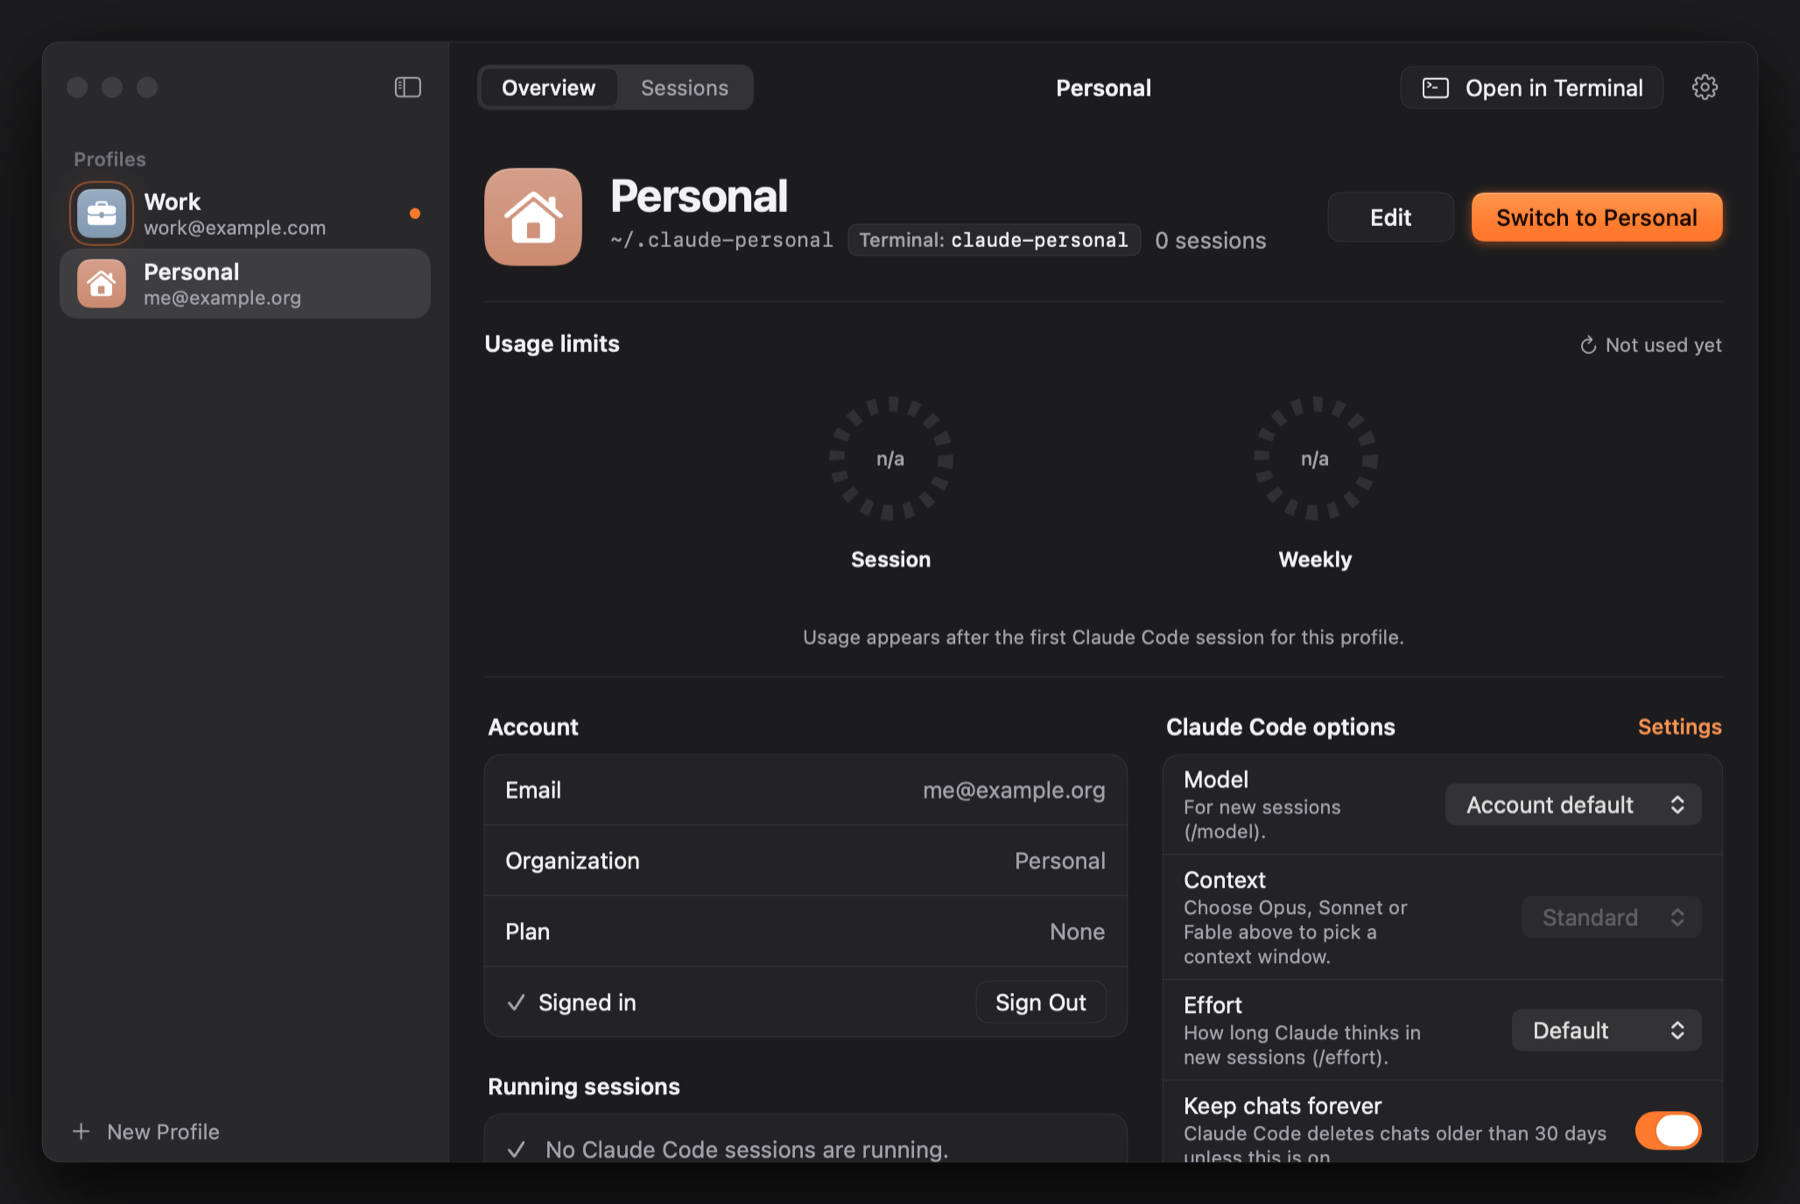 Overview
Sessions
Personal
Open in Terminal
Profiles
Work
work@example.com
Personal
me@example.org
New Profile
Personal
~/.claude-personal
Terminal: claude-personal
0 sessions
Edit
Switch to Personal
Usage limits
Not used yet
n/a
Session
n/a
Weekly
Usage appears after the first Claude Code session for this profile.
Account
Email
me@example.org
Organization
Personal
Plan
None
Signed in
Sign Out
Running sessions
No Claude Code sessions are running.
Claude Code options
Settings
Model
For new sessions
(/model).
Account default
Context
Choose Opus, Sonnet or
Fable above to pick a
context window.
Standard
Effort
How long Claude thinks in
new sessions (/effort).
Default
Keep chats forever
Claude Code deletes chats older than 30 days
unless this is on